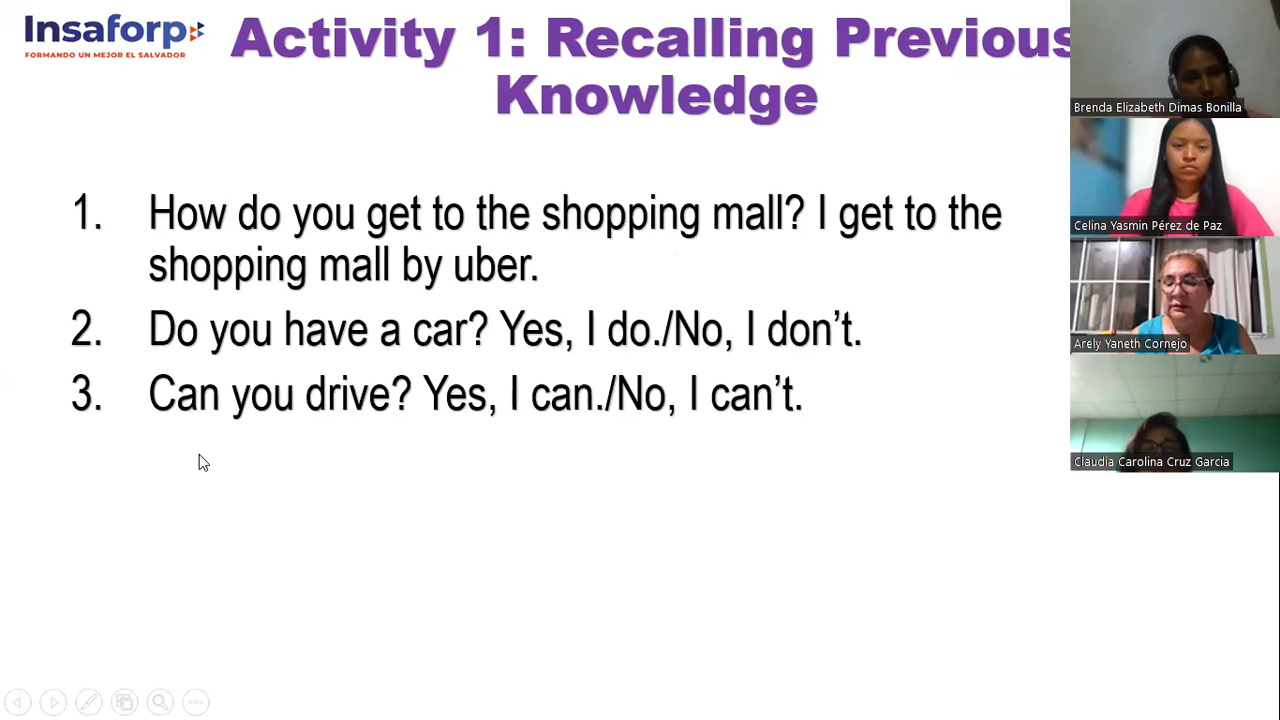 Insaforp
FORMANDO UN MEJOR EL SALVADOR
Activity 1: Recalling Previous
Knowledge
1. How do you get to the shopping mall? I get to the
shopping mall by uber.
2. Do you have a car? Yes, I do./No, I don’t.
3. Can you drive? Yes, I can./No, I can’t.
Brenda Elizabeth Dimas Bonilla
Celina Yasmin Pérez de Paz
Arely Yaneth Cornejo
Claudia Carolina Cruz Garcia